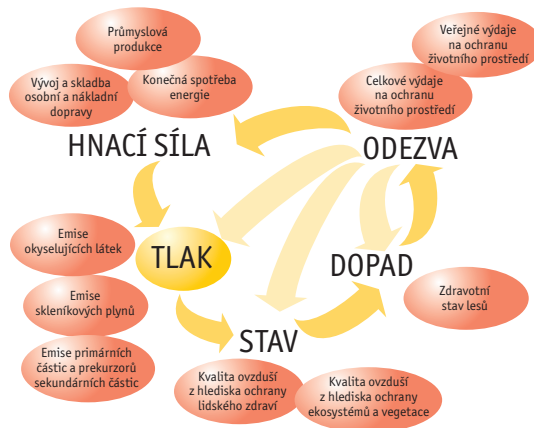 Průmyslová
produkce
Vývoj a skladba
osobní a nákladní
dopravy
Konečná spotřeba
energie
Veřejné výdaje
na ochranu
životního prostředí
Celkové výdaje
na ochranu
životního prostředí
HNACÍ SÍLA
ODEZVA
Emise
okyselujících látek
TLAK
DOPAD
Emise
skleníkových plynů
Zdravotní
stav lesů
STAV
Emise primárních
částic a prekurzorů
sekundárních částic
Kvalita ovzduší
z hlediska ochrany
lidského zdraví
Kvalita ovzduší
z hlediska ochrany
ekosystémů a vegetace